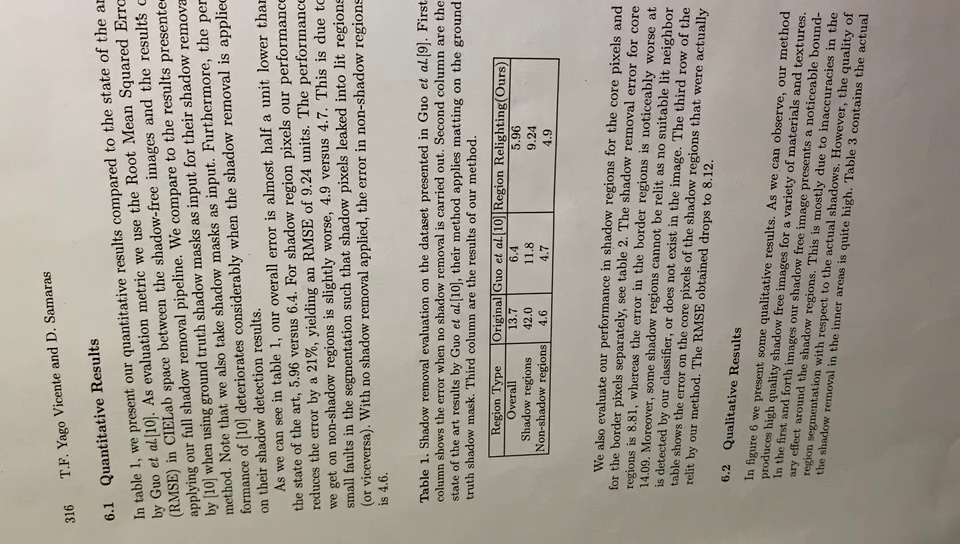 316 T.F. Yago Vicente and D. Samaras
6.1 Quantitative Results
In table 1, we present our quantitative results compared to the state of the
by Guo et al.[10]. As evaluation metric we use the Root Mean Squared
(RMSE) in CIELab space between the shadow-free images and the results
applying our full shadow removal pipeline. We compare to the results presented
by [10] when using ground truth shadow masks as input for their shadow
method. Note that we also take shadow masks as input. Furthermore, the
formance of [10] deteriorates considerably when the shadow removal is applied
on their shadow detection results.
As we can see in table 1, our overall error is almost half a unit lower than
the state of the art, 5.96 versus 6.4. For shadow region pixels our performance
reduces the error by a 21%, yielding an RMSE of 9.24 units. The performance
we get on non-shadow regions is slightly worse, 4.9 versus 4.7. This is due to
small faults in the segmentation such that shadow pixels leaked into lit regions
(or viceversa). With no shadow removal applied, the error in non-shadow regions
is 4.6.
Table 1. Shadow removal evaluation on the dataset presented in Guo et al.[9]. First
column shows the error when no shadow removal is carried out. Second column are the
state of the art results by Guo et al.[10], their method applies matting on the ground
truth shadow mask. Third column are the results of our method.
Region Type Original Guo et al.[10] Region Relighting(Ours)
Overall 13.7 6.4 5.96
Shadow regions 42.0 11.8 9.24
Non-shadow regions 4.6 4.7 4.9
We also evaluate our performance in shadow regions for the core pixels and
for the border pixels separately, see table 2. The shadow removal error for core
regions is 8.81, whereas the error in the border regions is noticeably worse at
14.09. Moreover, some shadow regions cannot be relit as no suitable lit neighbor
is detected by our classifier, or does not exist in the image. The third row of the
table shows the error on the core pixels of the shadow regions that were actually
relit by our method. The RMSE obtained drops to 8.12.
6.2 Qualitative Results
In figure 6 we present some qualitative results. As we can observe, our method
produces high quality shadow free images for a variety of materials and textures.
In the first and forth images our shadow free image presents a noticeable bound-
ary effect around the shadow regions. This is mostly due to inaccuracies in the
region segmentation with respect to the actual shadows. However, the quality of
the shadow removal in the inner areas is quite high. Table 3 contains the actual